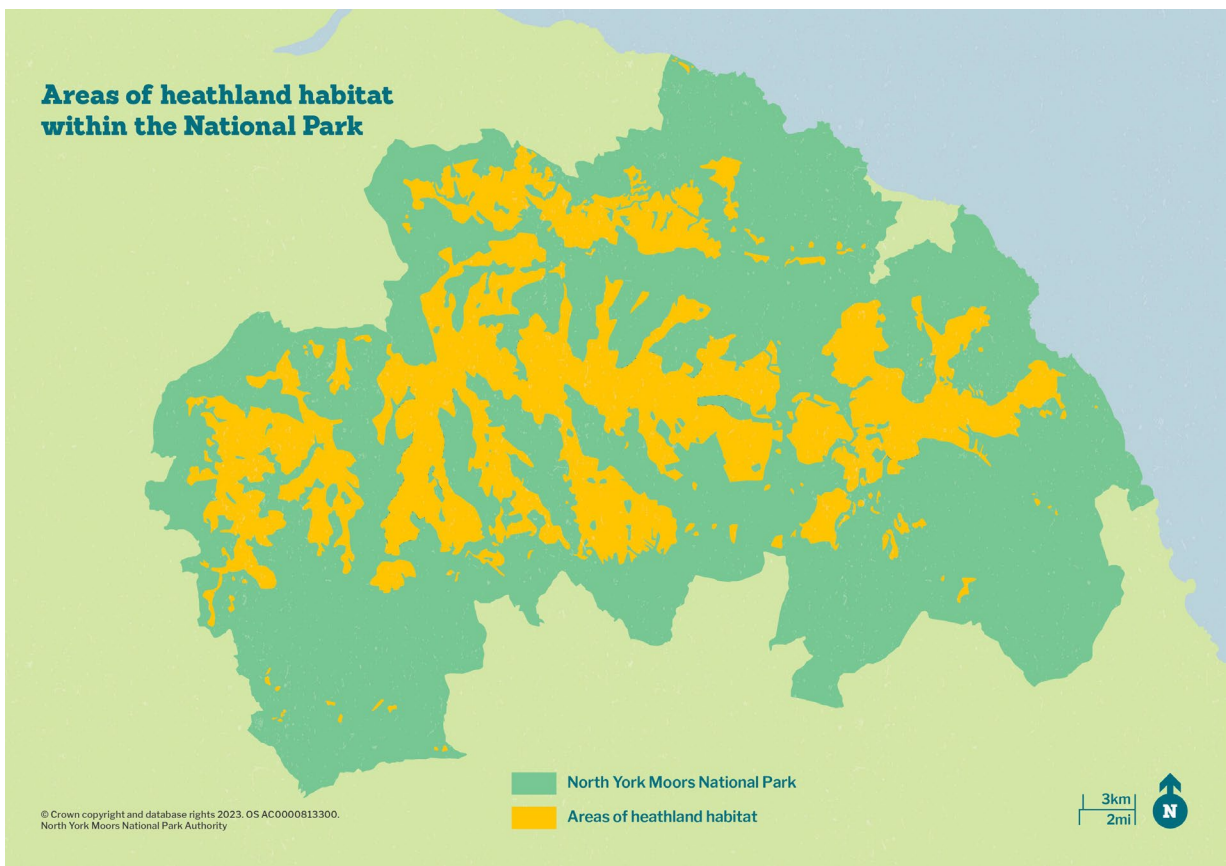 Areas of heathland habitat
within the National Park
North York Moors National Park
Areas of heathland habitat
© Crown copyright and database rights 2023. OS AC0000813300.
North York Moors National Park Authority
3km
2mi
N